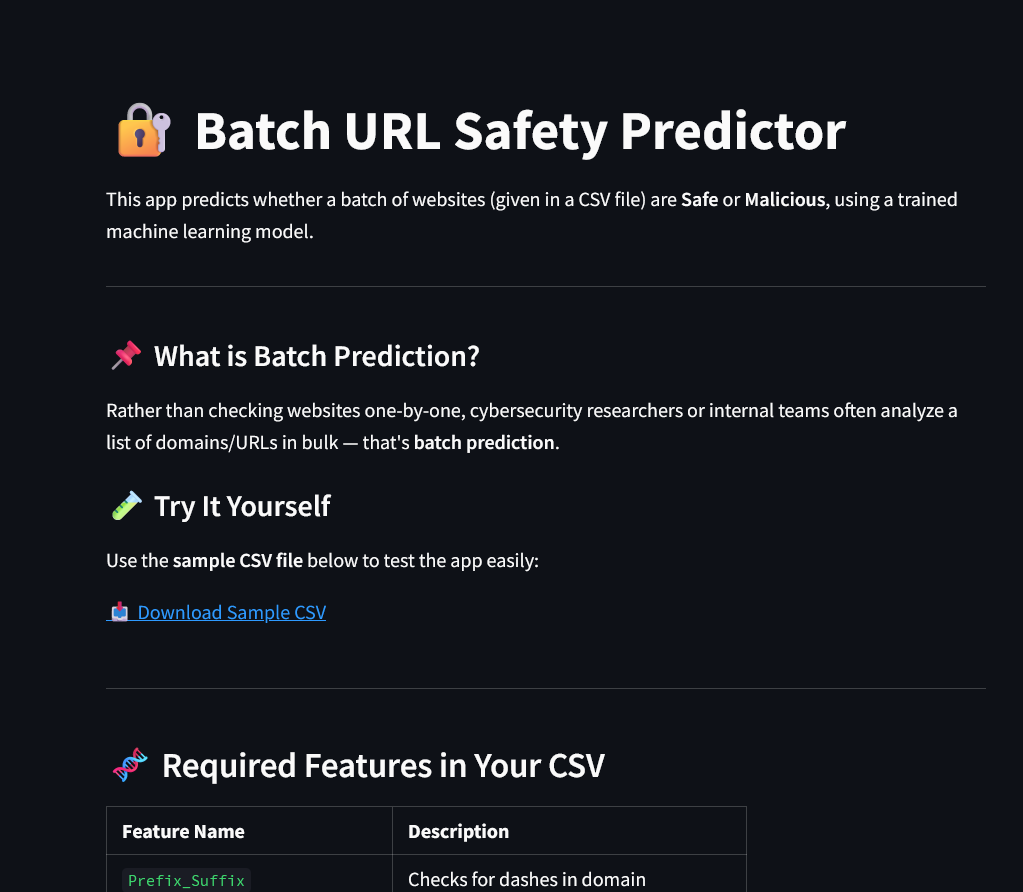 Batch URL Safety Predictor
This app predicts whether a batch of websites (given in a CSV file) are Safe or Malicious, using a trained
machine learning model.
What is Batch Prediction?
Rather than checking websites one-by-one, cybersecurity researchers or internal teams often analyze a
list of domains/URLs in bulk — that's batch prediction.
Try It Yourself
Use the sample CSV file below to test the app easily:
Download Sample CSV
Required Features in Your CSV
Feature Name Description
Prefix_Suffix Checks for dashes in domain